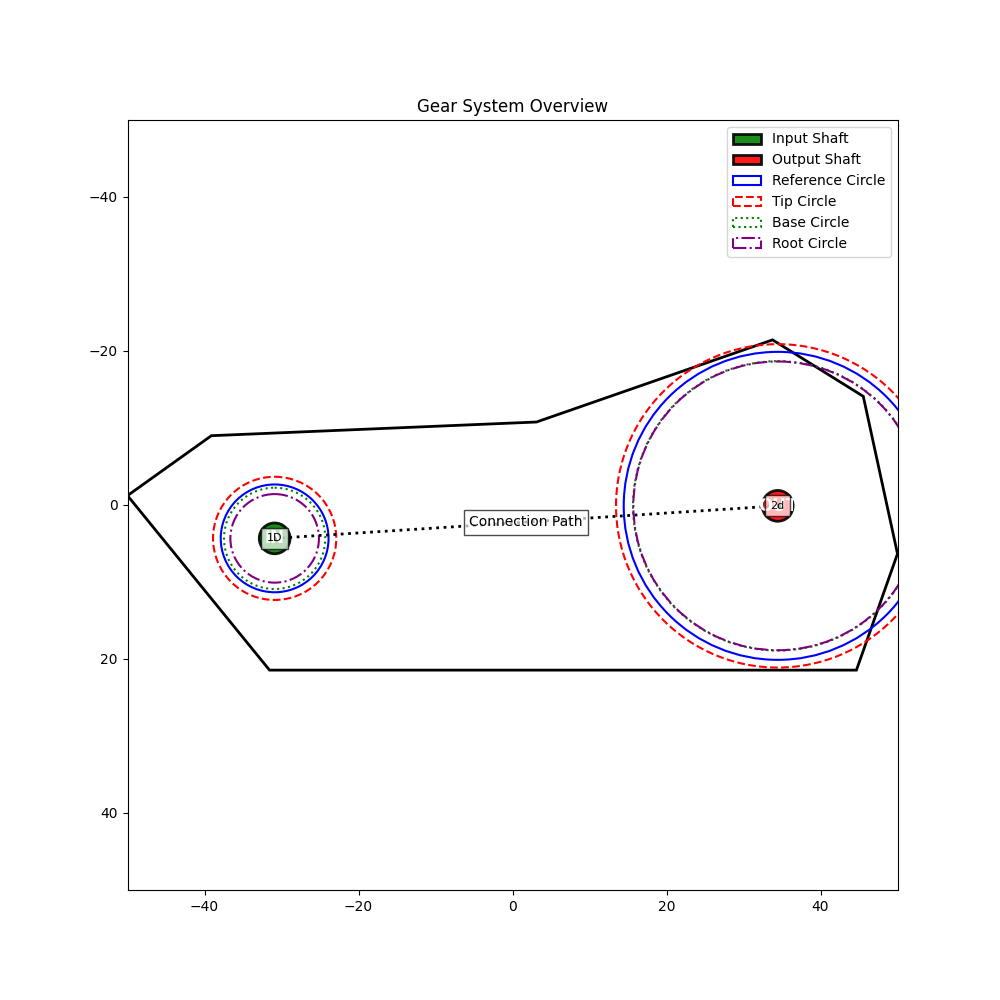 Gear System Overview
Input Shaft
Output Shaft
Reference Circle
Tip Circle
Base Circle
Root Circle
−40
−20
0
20
40
1D
Connection Path
2d
−40
−20
0
20
40